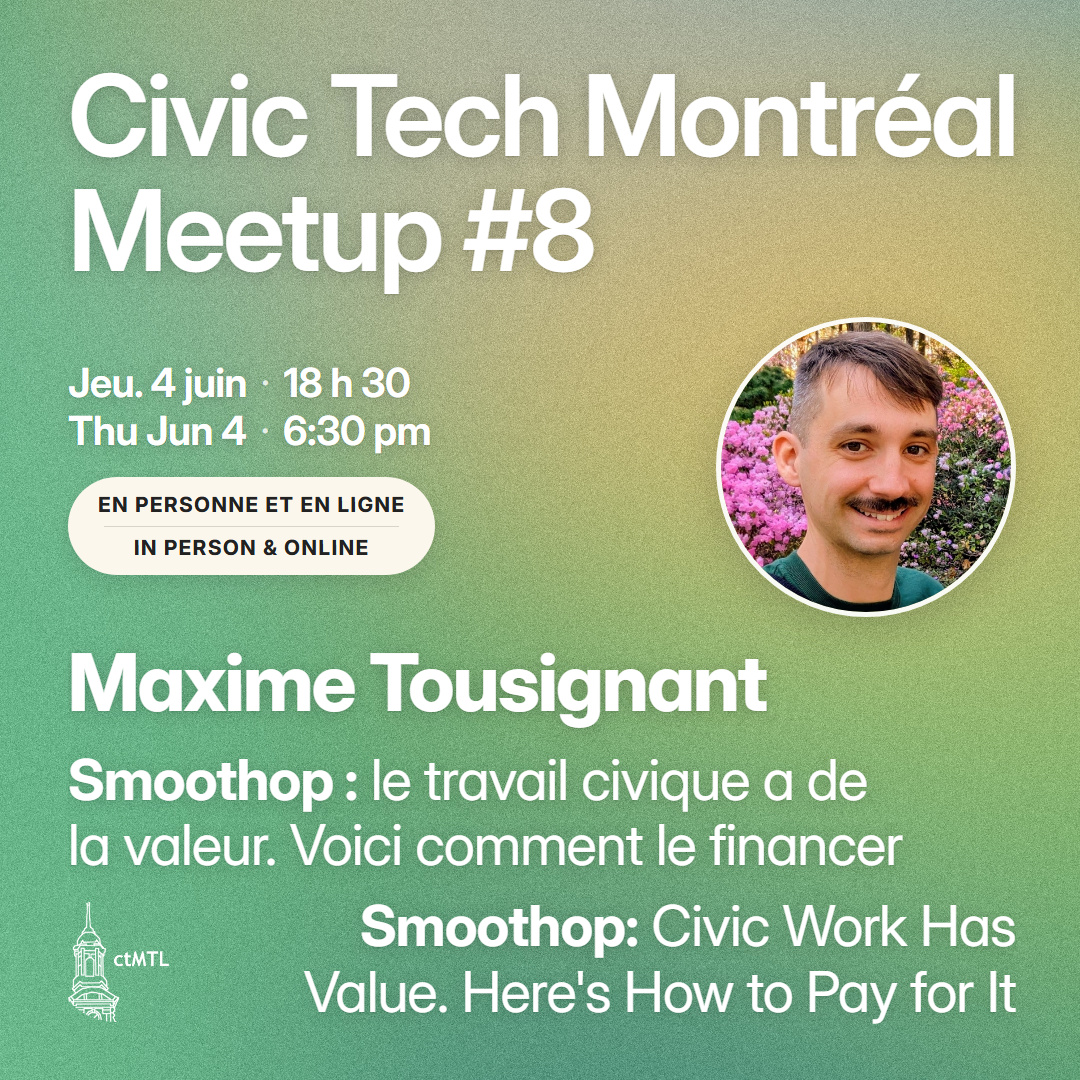 Civic Tech Montréal
Meetup #8
Jeu. 4 juin · 18 h 30
Thu Jun 4 · 6:30 pm
EN PERSONNE ET EN LIGNE
IN PERSON & ONLINE
Maxime Tousignant
Smoothop : le travail civique a de
la valeur. Voici comment le financer
Smoothop: Civic Work Has
Value. Here's How to Pay for It
ctMTL